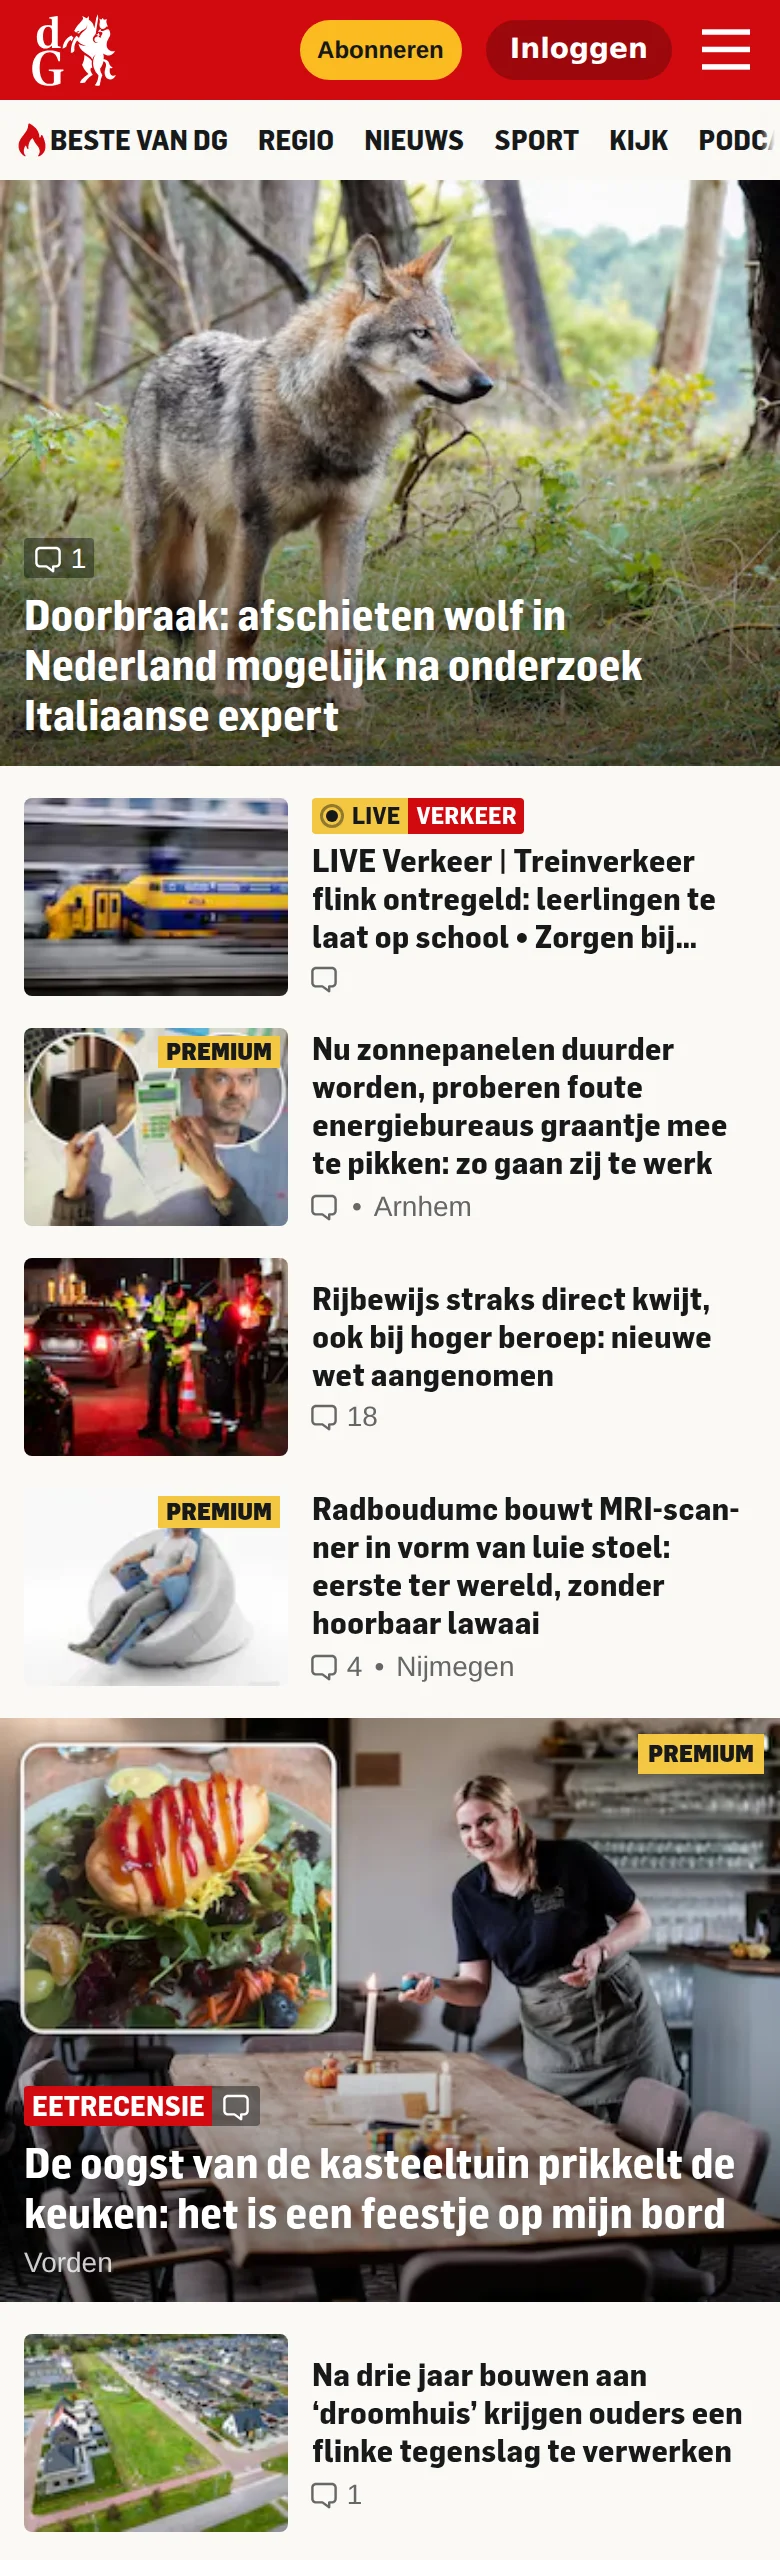 dG
Abonneren
Inloggen
BESTE VAN DG REGIO NIEUWS SPORT KIJK PODCA
1
Doorbraak: afschieten wolf in
Nederland mogelijk na onderzoek
Italiaanse expert
LIVE VERKEER
LIVE Verkeer | Treinverkeer
flink ontregeld: leerlingen te
laat op school • Zorgen bij...
PREMIUM
Nu zonnepanelen duurder
worden, proberen foute
energiebureaus graantje mee
te pikken: zo gaan zij te werk
• Arnhem
Rijbewijs straks direct kwijt,
ook bij hoger beroep: nieuwe
wet aangenomen
18
PREMIUM
Radboudumc bouwt MRI-scan-
ner in vorm van luie stoel:
eerste ter wereld, zonder
hoorbaar lawaai
4 • Nijmegen
PREMIUM
EETRECENSIE
De oogst van de kasteeltuin prikkelt de
keuken: het is een feestje op mijn bord
Vorden
Na drie jaar bouwen aan
‘droomhuis’ krijgen ouders een
flinke tegenslag te verwerken
1